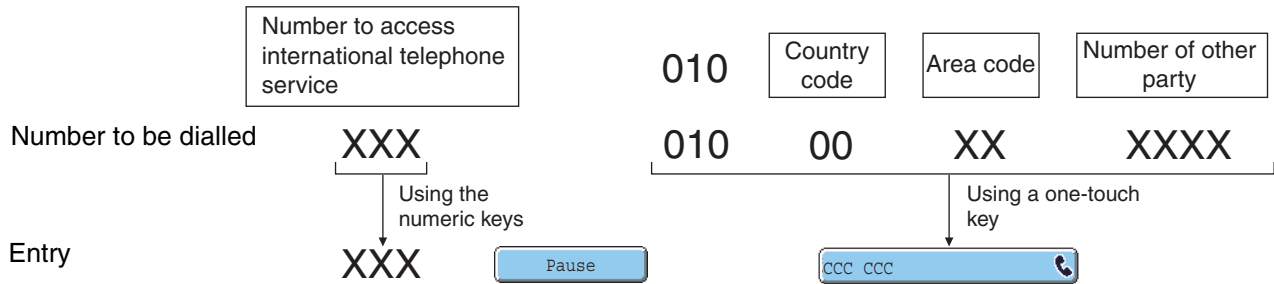 Number to access
international telephone
service
010
Country
code
Area code
Number of other
party
Number to be dialled
XXX
010
00
XX
XXXX
Using the
numeric keys
Using a one-touch
key
Entry
XXX
Pause
CCC CCC